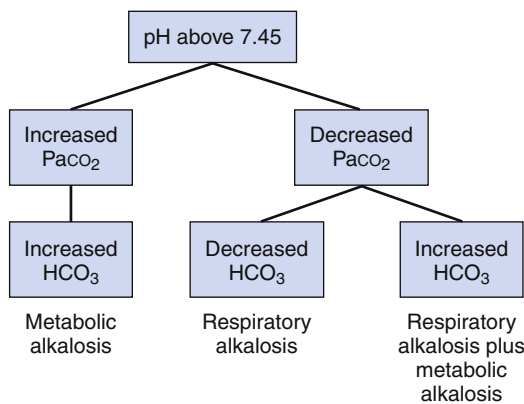 pH above 7.45
Increased
PaCO₂
Decreased
PaCO₂
Increased
HCO₃
Decreased
HCO₃
Increased
HCO₃
Metabolic
alkalosis
Respiratory
alkalosis
Respiratory
alkalosis plus
metabolic
alkalosis